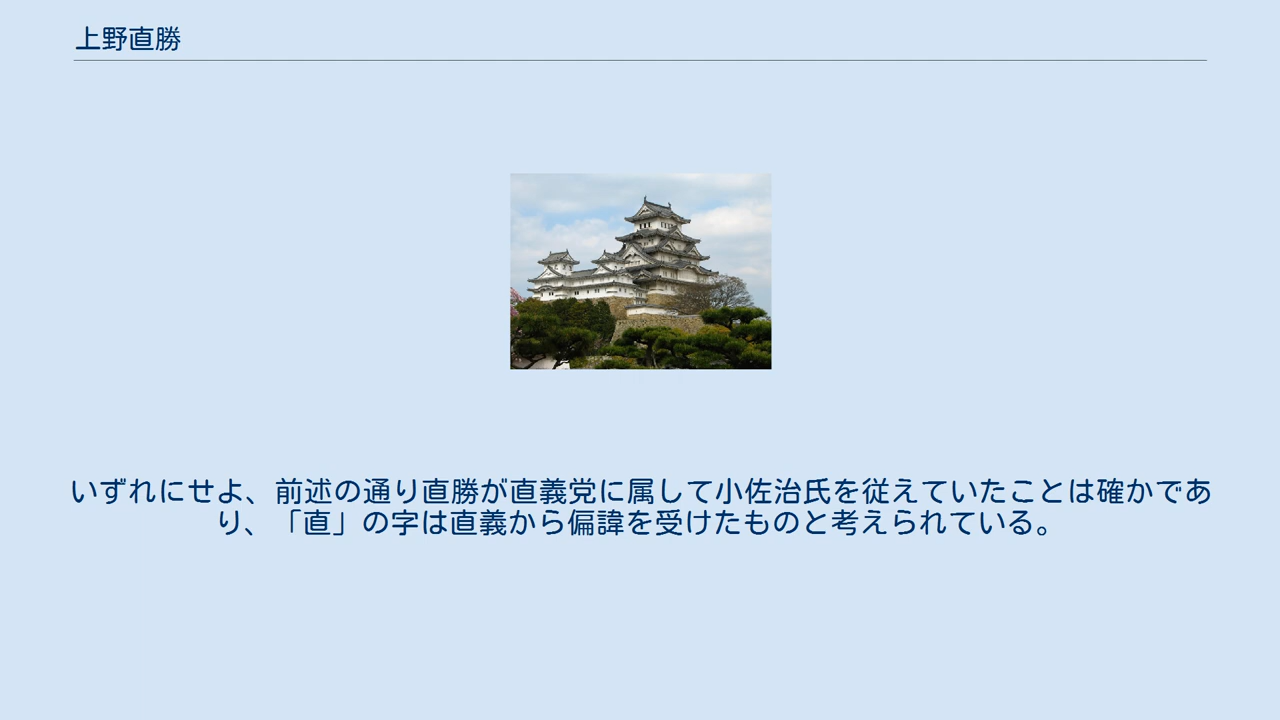 上野直勝
いずれにせよ、前述の通り直勝が直義党に属して小佐治氏を従えていたことは確かであ
り、「直」の字は直義から偏諱を受けたものと考えられている。